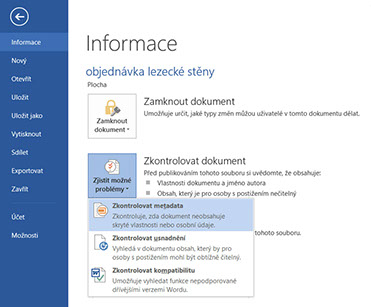 Informace
Nový
Otevřít
Uložit
Uložit jako
Vytisknout
Sdílet
Exportovat
Zavřít
Účet
Možnosti
Informace
objednávka lezecké stěny
Plocha
Zamknout dokument
Zamknout dokument
Umožňuje určit, jaké typy změn můžou uživatelé v tomto dokumentu dělat.
Zjistit možné problémy
Zkontrolovat dokument
Před publikováním tohoto souboru si uvědomte, že obsahuje:
Vlastnosti dokumentu a jméno autora
Obsah, který je pro osoby s postižením nečitelný
Zkontrolovat metadata
Zkontroluje, zda dokument neobsahuje
skryté vlastnosti nebo osobní údaje.
Zkontrolovat usnadnění
Vyhledá v dokumentu obsah, který by pro
osoby s postižením mohl být obtížně čitelný.
tohoto souboru.
Zkontrolovat kompatibilitu
Umožňuje vyhledat funkce nepodporované
dřívějšími verzemi Wordu.